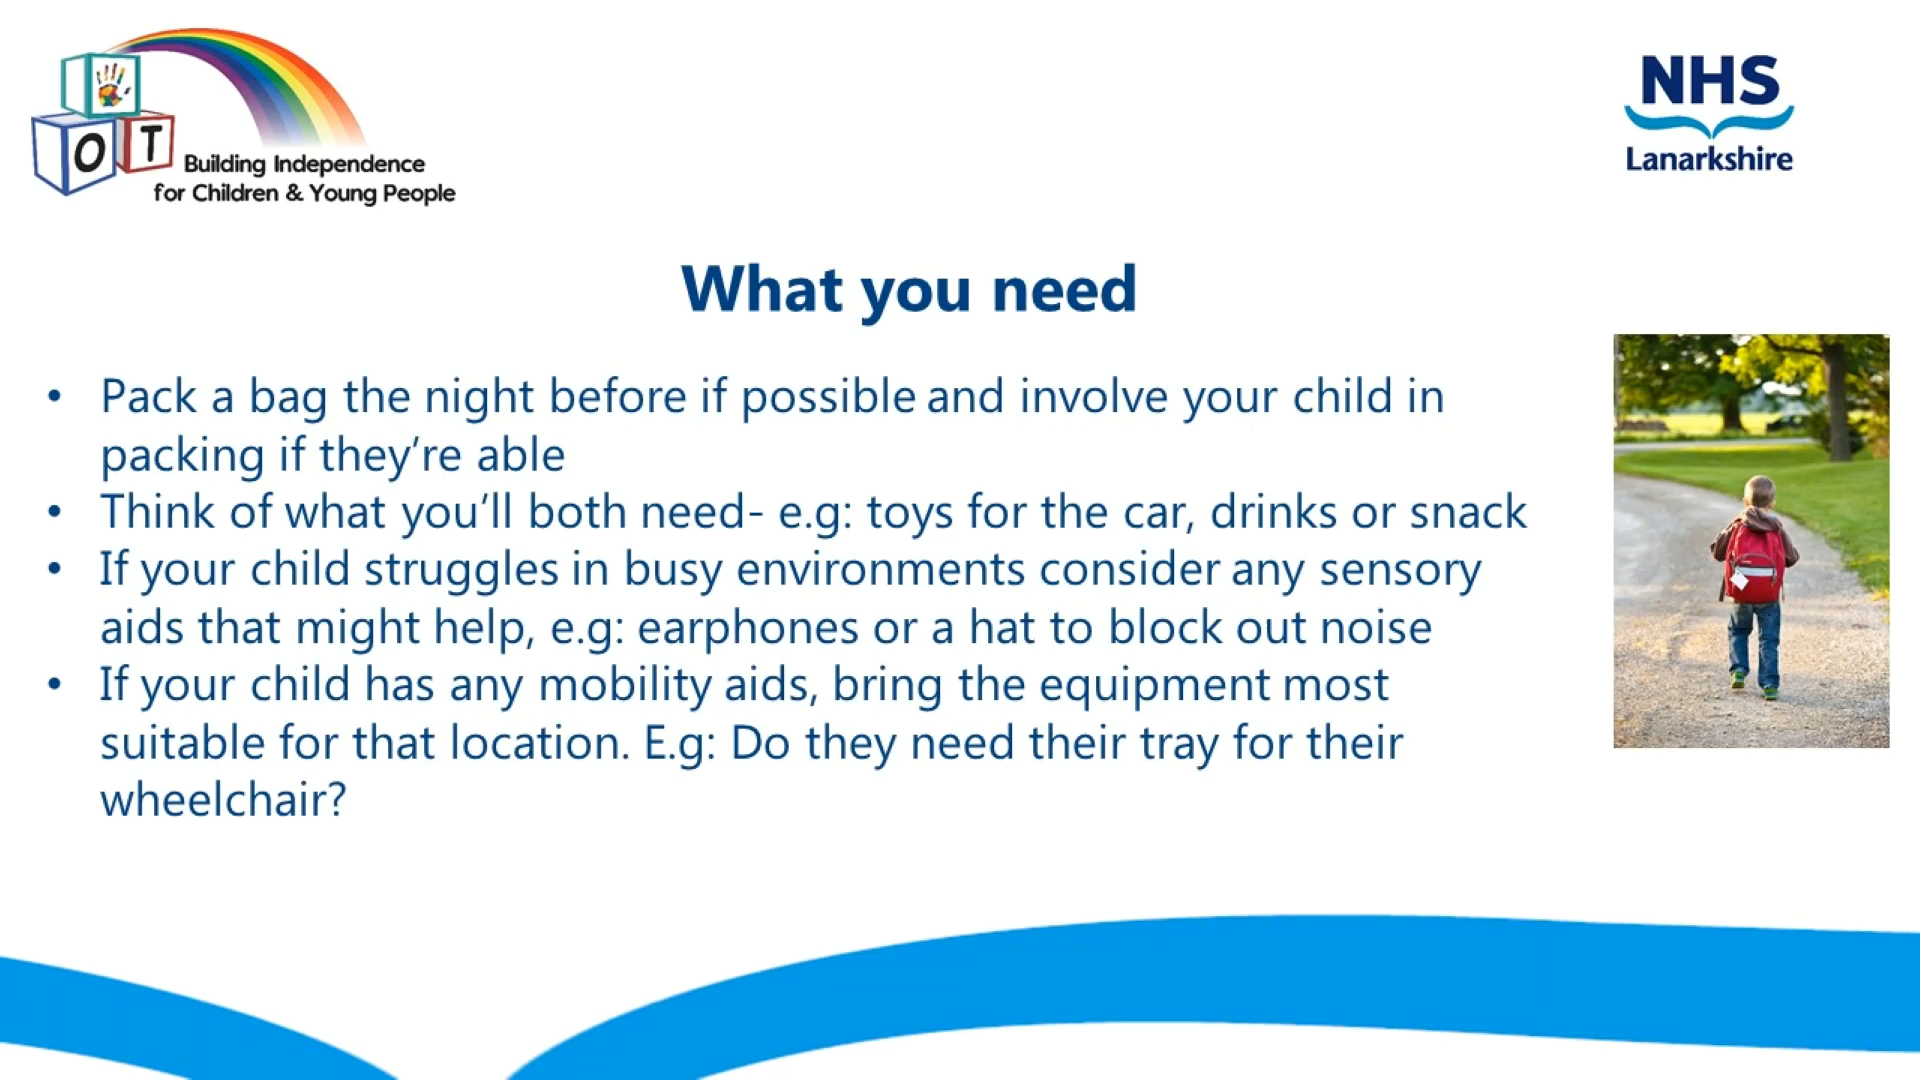 O T
Building Independence
for Children & Young People
NHS
Lanarkshire
What you need
• Pack a bag the night before if possible and involve your child in
packing if they’re able
• Think of what you’ll both need- e.g: toys for the car, drinks or snack
• If your child struggles in busy environments consider any sensory
aids that might help, e.g: earphones or a hat to block out noise
• If your child has any mobility aids, bring the equipment most
suitable for that location. E.g: Do they need their tray for their
wheelchair?